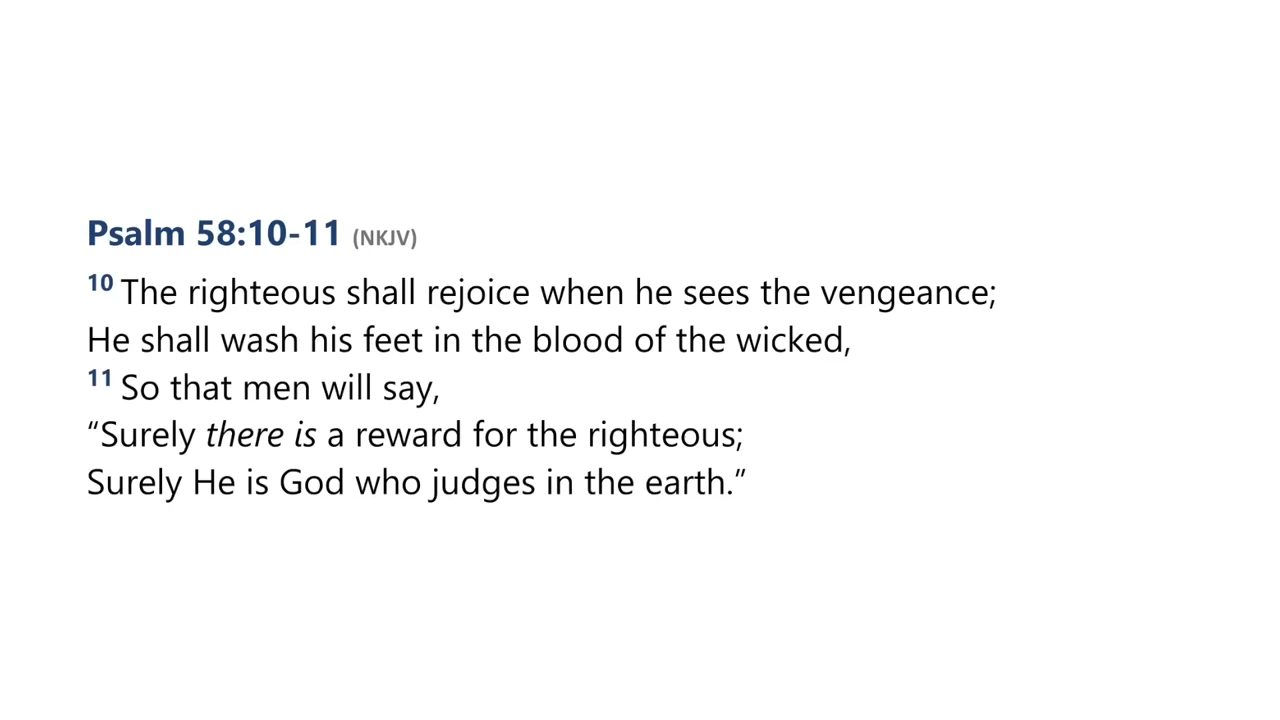 Psalm 58:10-11 (NKJV)
10 The righteous shall rejoice when he sees the vengeance;
He shall wash his feet in the blood of the wicked,
11 So that men will say,
“Surely there is a reward for the righteous;
Surely He is God who judges in the earth.”